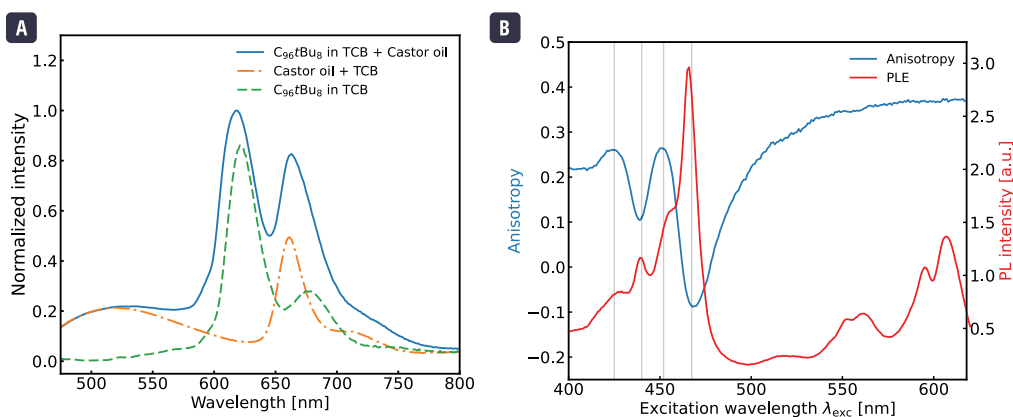 A
C₉₆tBu₈ in TCB + Castor oil
Castor oil + TCB
C₉₆tBu₈ in TCB
Normalized intensity
1.2
1.0
0.8
0.6
0.4
0.2
0.0
500 550 600 650 700 750 800
Wavelength [nm]
B
Anisotropy
PLE
Anisotropy
0.5
0.4
0.3
0.2
0.1
0.0
−0.1
−0.2
400 450 500 550 600
Excitation wavelength λexc [nm]
3.0
2.5
2.0
1.5
1.0
0.5
PL intensity [a.u.]